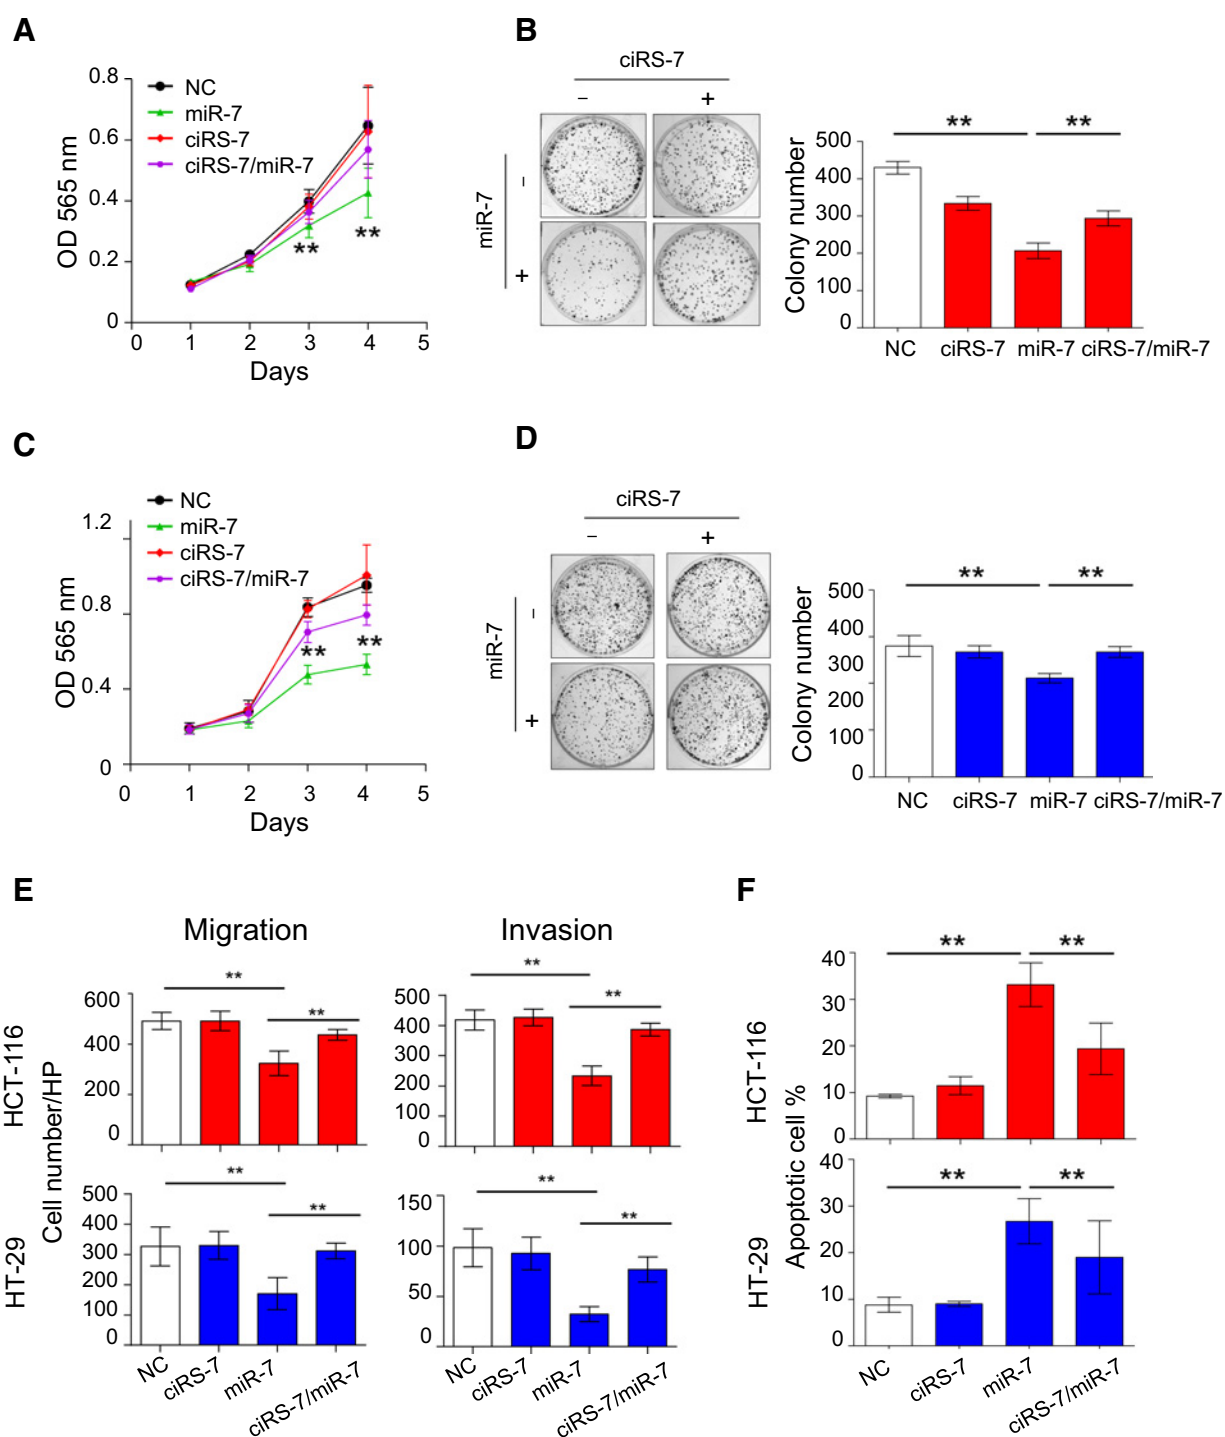 A
0.8
0.6
0.4
0.2
0
OD 565 nm
NC
miR-7
ciRS-7
ciRS-7/miR-7
**
**
0 1 2 3 4 5
Days
B
ciRS-7
− +
miR-7
−
+
500
400
300
200
100
0
Colony number
** **
NC ciRS-7 miR-7 ciRS-7/miR-7
C
1.2
0.8
0.4
0
OD 565 nm
NC
miR-7
ciRS-7
ciRS-7/miR-7
**
**
0 1 2 3 4 5
Days
D
ciRS-7
− +
miR-7
−
+
500
400
300
200
100
0
Colony number
** **
NC ciRS-7 miR-7 ciRS-7/miR-7
E
Migration Invasion
HCT-116
Cell number/HP
600
400
200
0
**
**
500
400
300
200
100
0
**
**
HT-29
500
400
300
200
100
0
**
**
NC ciRS-7 miR-7 ciRS-7/miR-7
150
100
50
0
**
**
NC ciRS-7 miR-7 ciRS-7/miR-7
F
HCT-116
Apoptotic cell %
40
30
20
10
0
** **
HT-29
40
30
20
10
0
** **
NC ciRS-7 miR-7 ciRS-7/miR-7